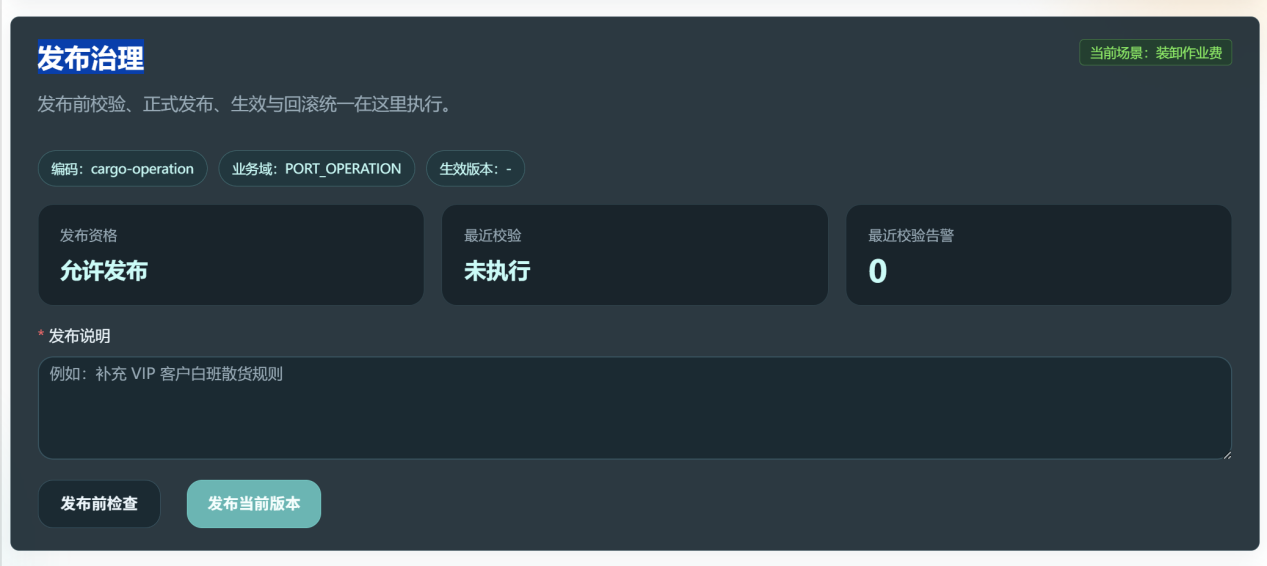 发布治理
当前场景：装卸作业费
发布前校验、正式发布、生效与回滚统一在这里执行。
编码：cargo-operation
业务域：PORT_OPERATION
生效版本：-
发布资格
允许发布
最近校验
未执行
最近校验告警
0
* 发布说明
例如：补充 VIP 客户白班散货规则
发布前检查
发布当前版本